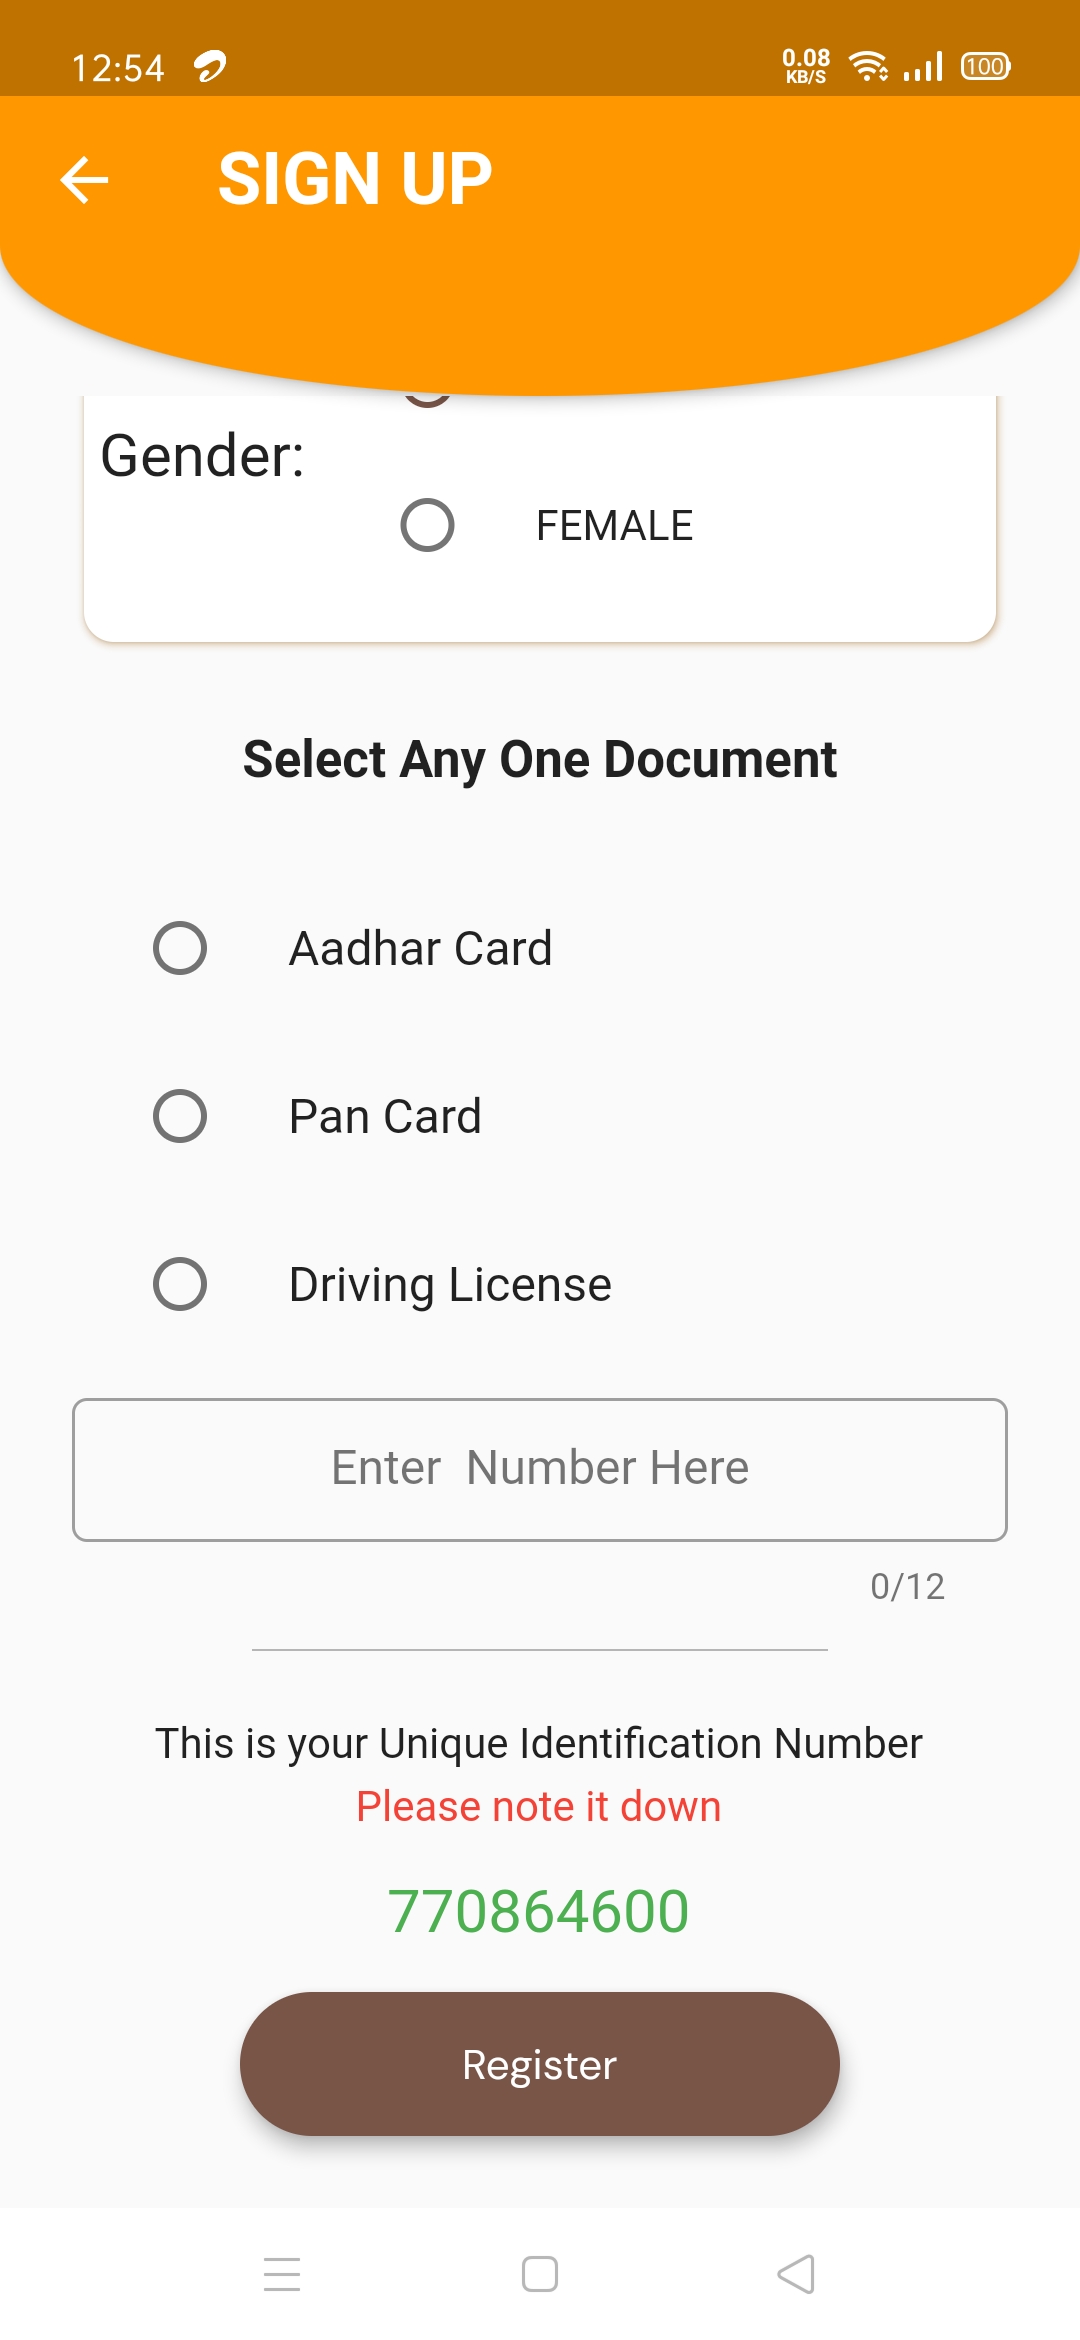 12:54
0.08
KB/S
100
SIGN UP
Gender:
FEMALE
Select Any One Document
Aadhar Card
Pan Card
Driving License
Enter  Number Here
0/12
This is your Unique Identification Number
Please note it down
770864600
Register